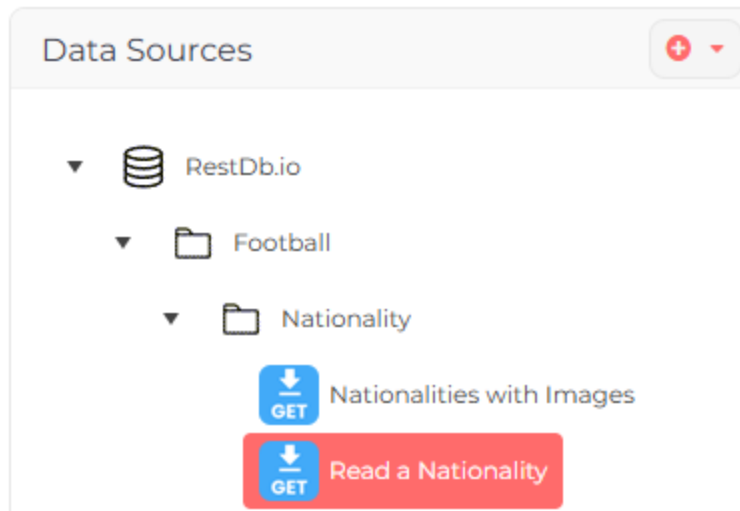 Data Sources
RestDb.io
Football
Nationality
GET Nationalities with Images
GET Read a Nationality